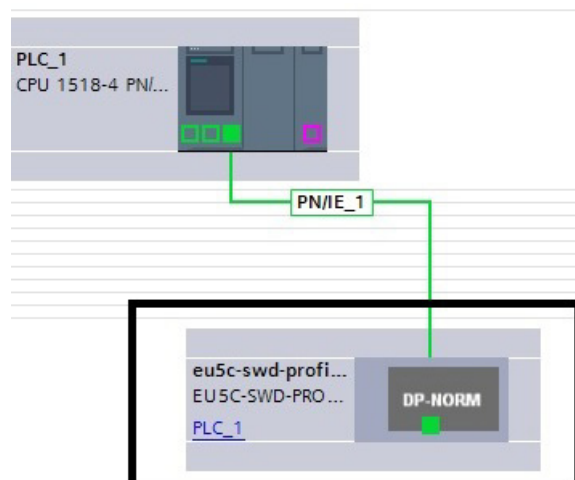 PLC_1
CPU 1518-4 PN/...
PN/IE_1
eu5c-swd-profi...
EU5C-SWD-PRO...
DP-NORM
PLC_1